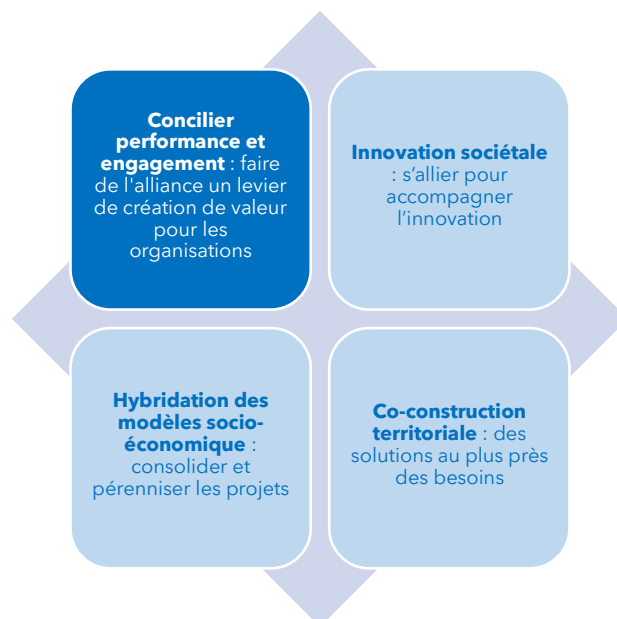 Concilier
performance et
engagement : faire
de l'alliance un levier
de création de valeur
pour les
organisations
Innovation sociétale
: s’allier pour
accompagner
l’innovation
Hybridation des
modèles socio-
économique :
consolider et
pérenniser les projets
Co-construction
territoriale : des
solutions au plus près
des besoins